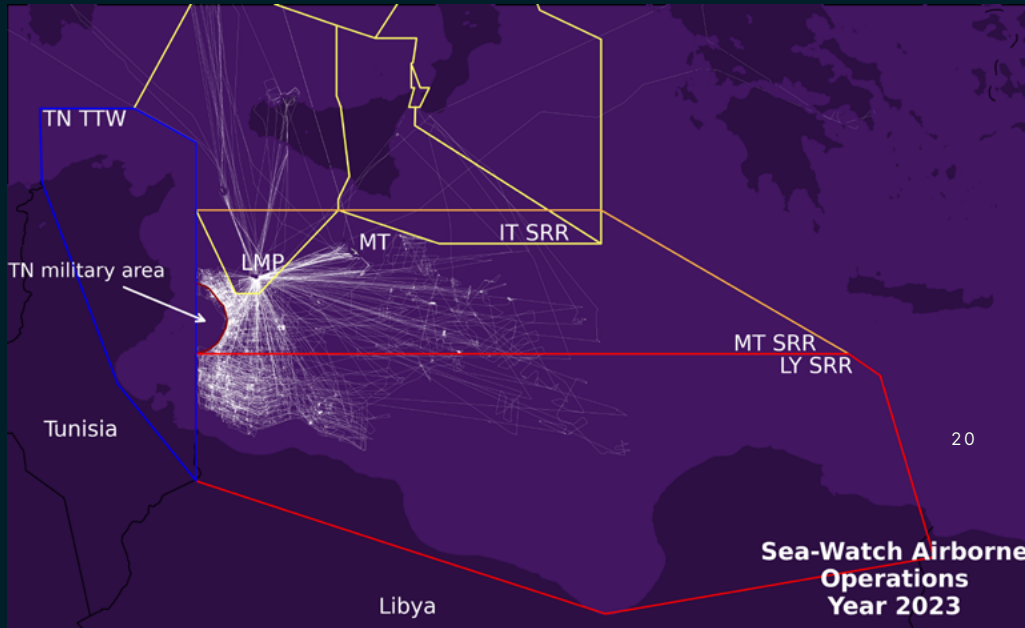 TN TTW
IT SRR
MT
LMP
TN military area
MT SRR
LY SRR
Tunisia
20
Sea-Watch Airborne
Operations
Year 2023
Libya